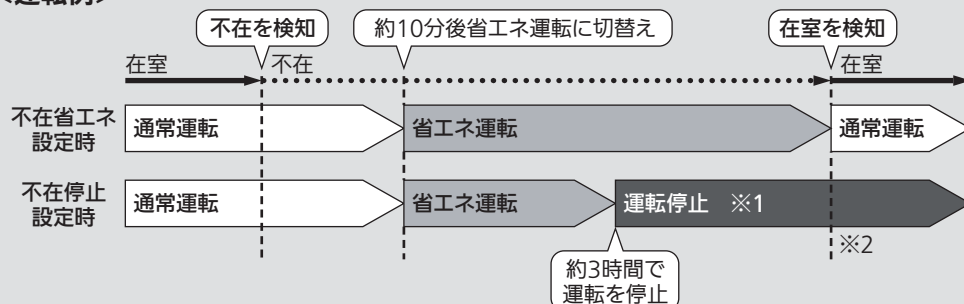 <運転例>
不在を検知
約10分後省エネ運転に切替え
在室を検知
在室
不在
在室
不在省エネ
設定時
通常運転
省エネ運転
通常運転
不在停止
設定時
通常運転
省エネ運転
運転停止 ※1
※2
約3時間で
運転を停止